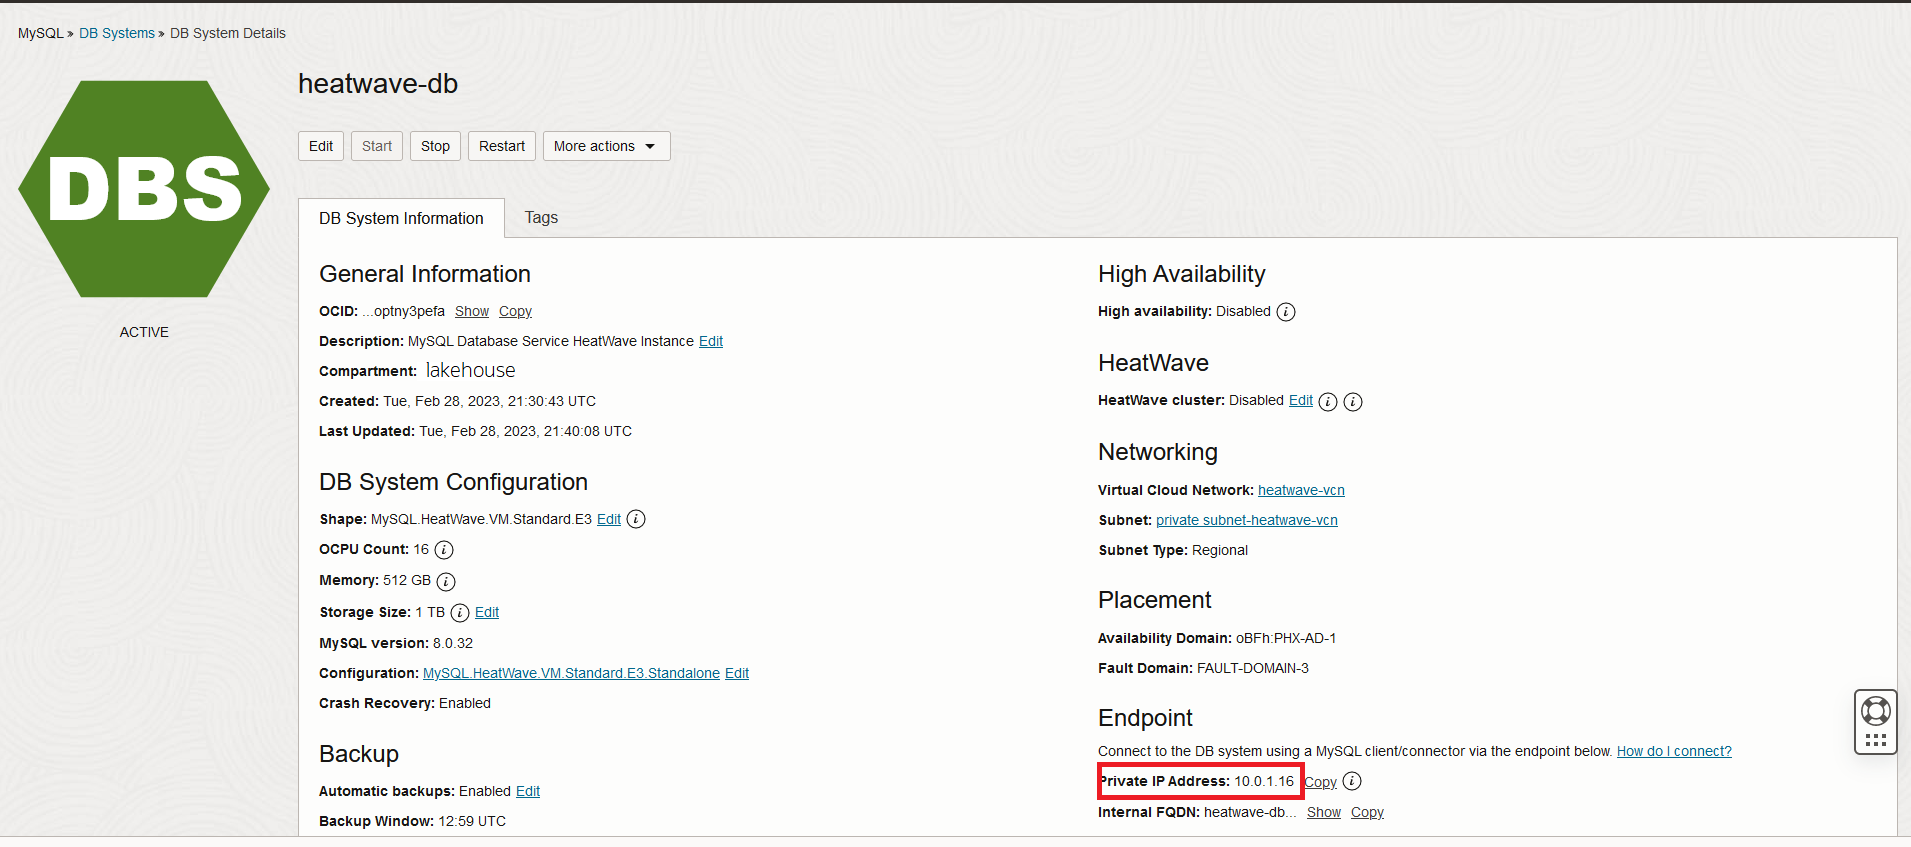 MySQL » DB Systems » DB System Details
DBS
ACTIVE
heatwave-db
Edit Start Stop Restart More actions
DB System Information Tags
General Information
OCID: ...optny3pefa Show Copy
Description: MySQL Database Service HeatWave Instance Edit
Compartment: lakehouse
Created: Tue, Feb 28, 2023, 21:30:43 UTC
Last Updated: Tue, Feb 28, 2023, 21:40:08 UTC
DB System Configuration
Shape: MySQL.HeatWave.VM.Standard.E3 Edit
OCPU Count: 16
Memory: 512 GB
Storage Size: 1 TB Edit
MySQL version: 8.0.32
Configuration: MySQL.HeatWave.VM.Standard.E3.Standalone Edit
Crash Recovery: Enabled
Backup
Automatic backups: Enabled Edit
Backup Window: 12:59 UTC
High Availability
High availability: Disabled
HeatWave
HeatWave cluster: Disabled Edit
Networking
Virtual Cloud Network: heatwave-vcn
Subnet: private subnet-heatwave-vcn
Subnet Type: Regional
Placement
Availability Domain: oBFh:PHX-AD-1
Fault Domain: FAULT-DOMAIN-3
Endpoint
Connect to the DB system using a MySQL client/connector via the endpoint below. How do I connect?
Private IP Address: 10.0.1.16 Copy
Internal FQDN: heatwave-db... Show Copy